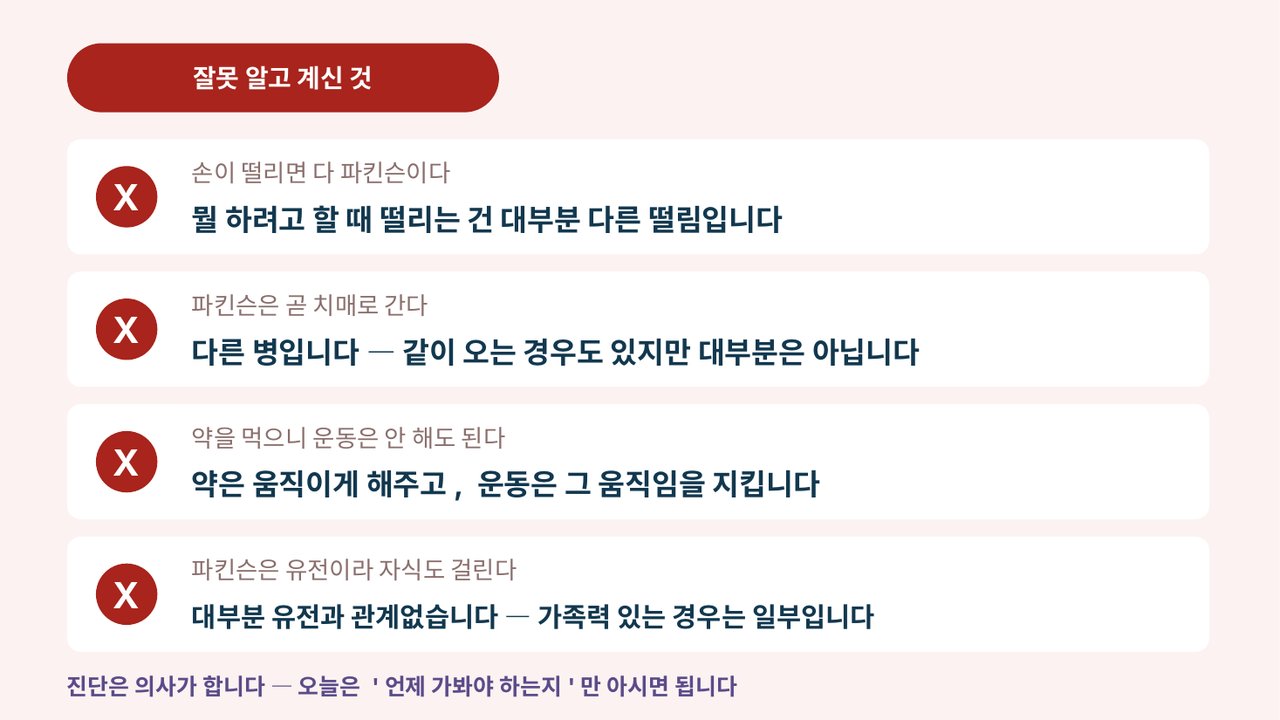 잘못 알고 계신 것
X
손이 떨리면 다 파킨슨이다
뭘 하려고 할 때 떨리는 건 대부분 다른 떨림입니다
X
파킨슨은 곧 치매로 간다
다른 병입니다 — 같이 오는 경우도 있지만 대부분은 아닙니다
X
약을 먹으니 운동은 안 해도 된다
약은 움직이게 해주고 , 운동은 그 움직임을 지킵니다
X
파킨슨은 유전이라 자식도 걸린다
대부분 유전과 관계없습니다 — 가족력 있는 경우는 일부입니다
진단은 의사가 합니다 — 오늘은 ' 언제 가봐야 하는지 ' 만 아시면 됩니다